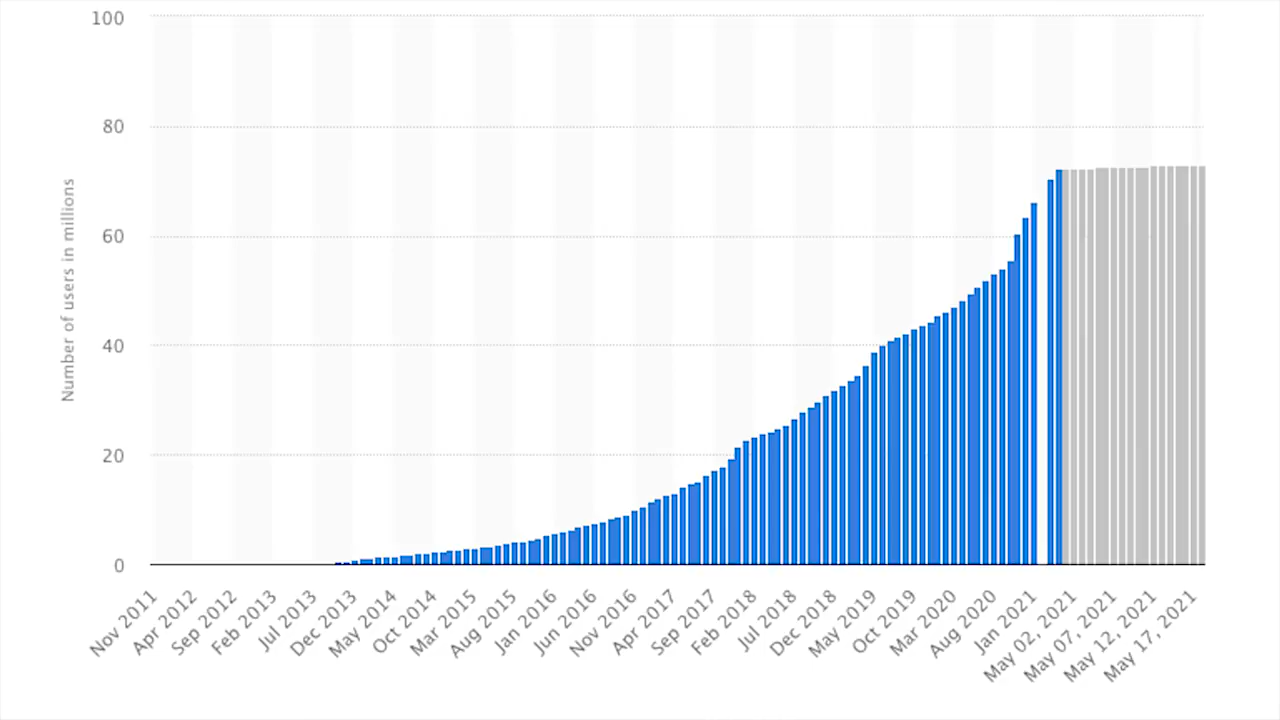 100
80
60
40
20
0
Number of users in millions
Nov 2011
Apr 2012
Sep 2012
Feb 2013
Jul 2013
Dec 2013
May 2014
Oct 2014
Mar 2015
Aug 2015
Jan 2016
Jun 2016
Nov 2016
Apr 2017
Sep 2017
Feb 2018
Jul 2018
Dec 2018
May 2019
Oct 2019
Mar 2020
Aug 2020
Jan 2021
May 02, 2021
May 07, 2021
May 12, 2021
May 17, 2021